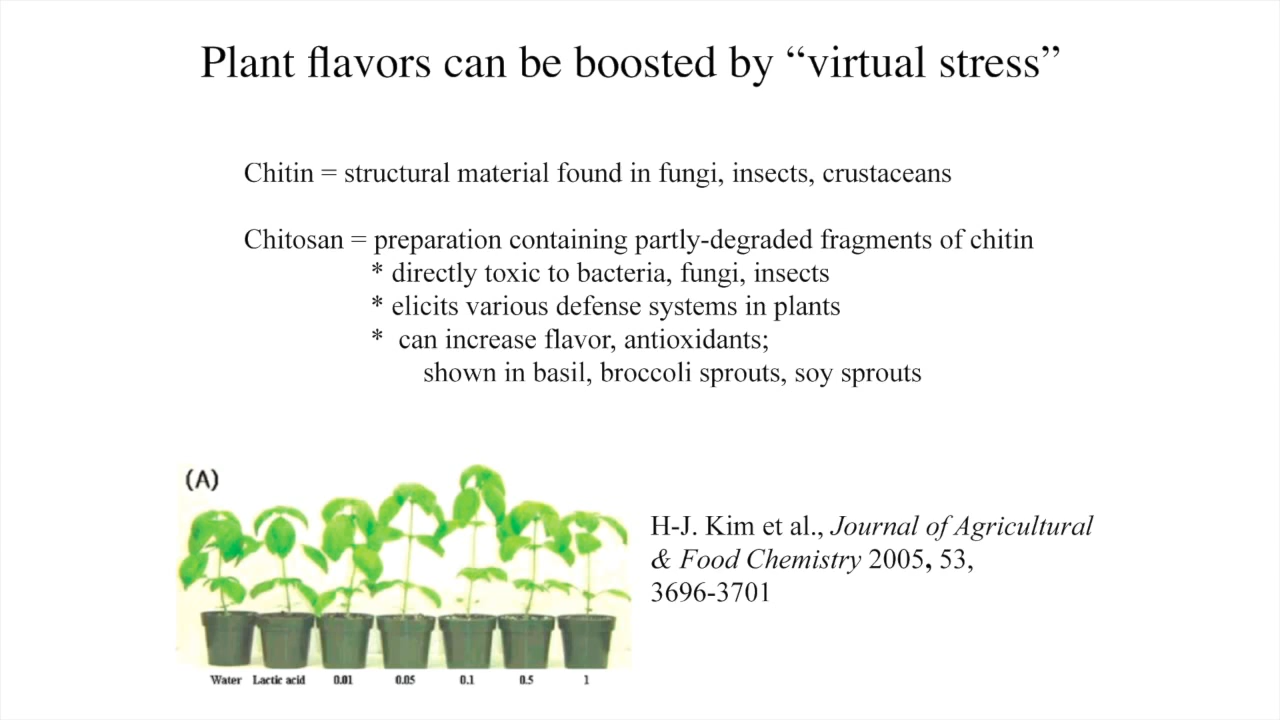 Plant flavors can be boosted by “virtual stress”
Chitin = structural material found in fungi, insects, crustaceans
Chitosan = preparation containing partly-degraded fragments of chitin
* directly toxic to bacteria, fungi, insects
* elicits various defense systems in plants
* can increase flavor, antioxidants;
shown in basil, broccoli sprouts, soy sprouts
(A)
H-J. Kim et al., Journal of Agricultural
& Food Chemistry 2005, 53,
3696-3701
Water Lactic acid 0.01 0.05 0.1 0.5 1